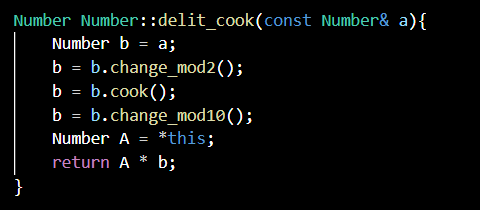 Number Number::delit_cook(const Number& a){
    Number b = a;
    b = b.change_mod2();
    b = b.cook();
    b = b.change_mod10();
    Number A = *this;
    return A * b;
}